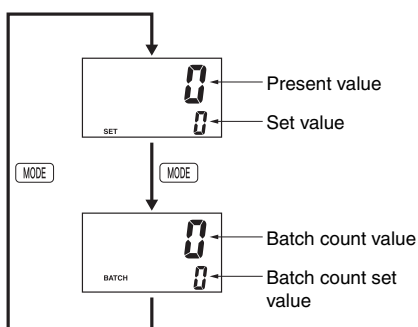 0
Present value
SET
0
Set value
MODE
MODE
0
Batch count value
BATCH
0
Batch count set
value